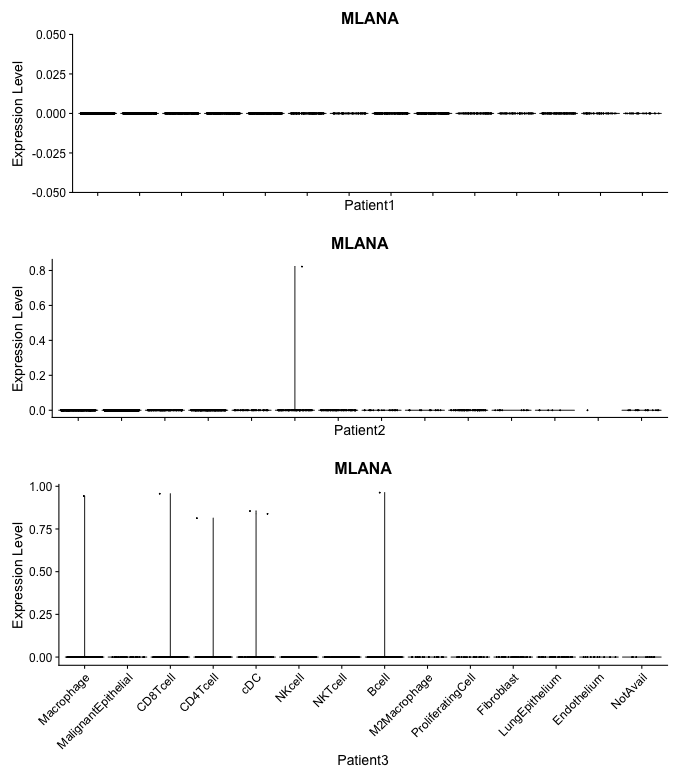 MLANA
Expression Level
0.050
0.025
0.000
-0.025
-0.050
Patient1
MLANA
Expression Level
0.8
0.6
0.4
0.2
0.0
Patient2
MLANA
Expression Level
1.00
0.75
0.50
0.25
0.00
Macrophage
MalignantEpithelial
CD8Tcell
CD4Tcell
cDC
NKcell
NKTcell
Bcell
M2Macrophage
ProliferatingCell
Fibroblast
LungEpithelium
Endothelium
NotAvail
Patient3